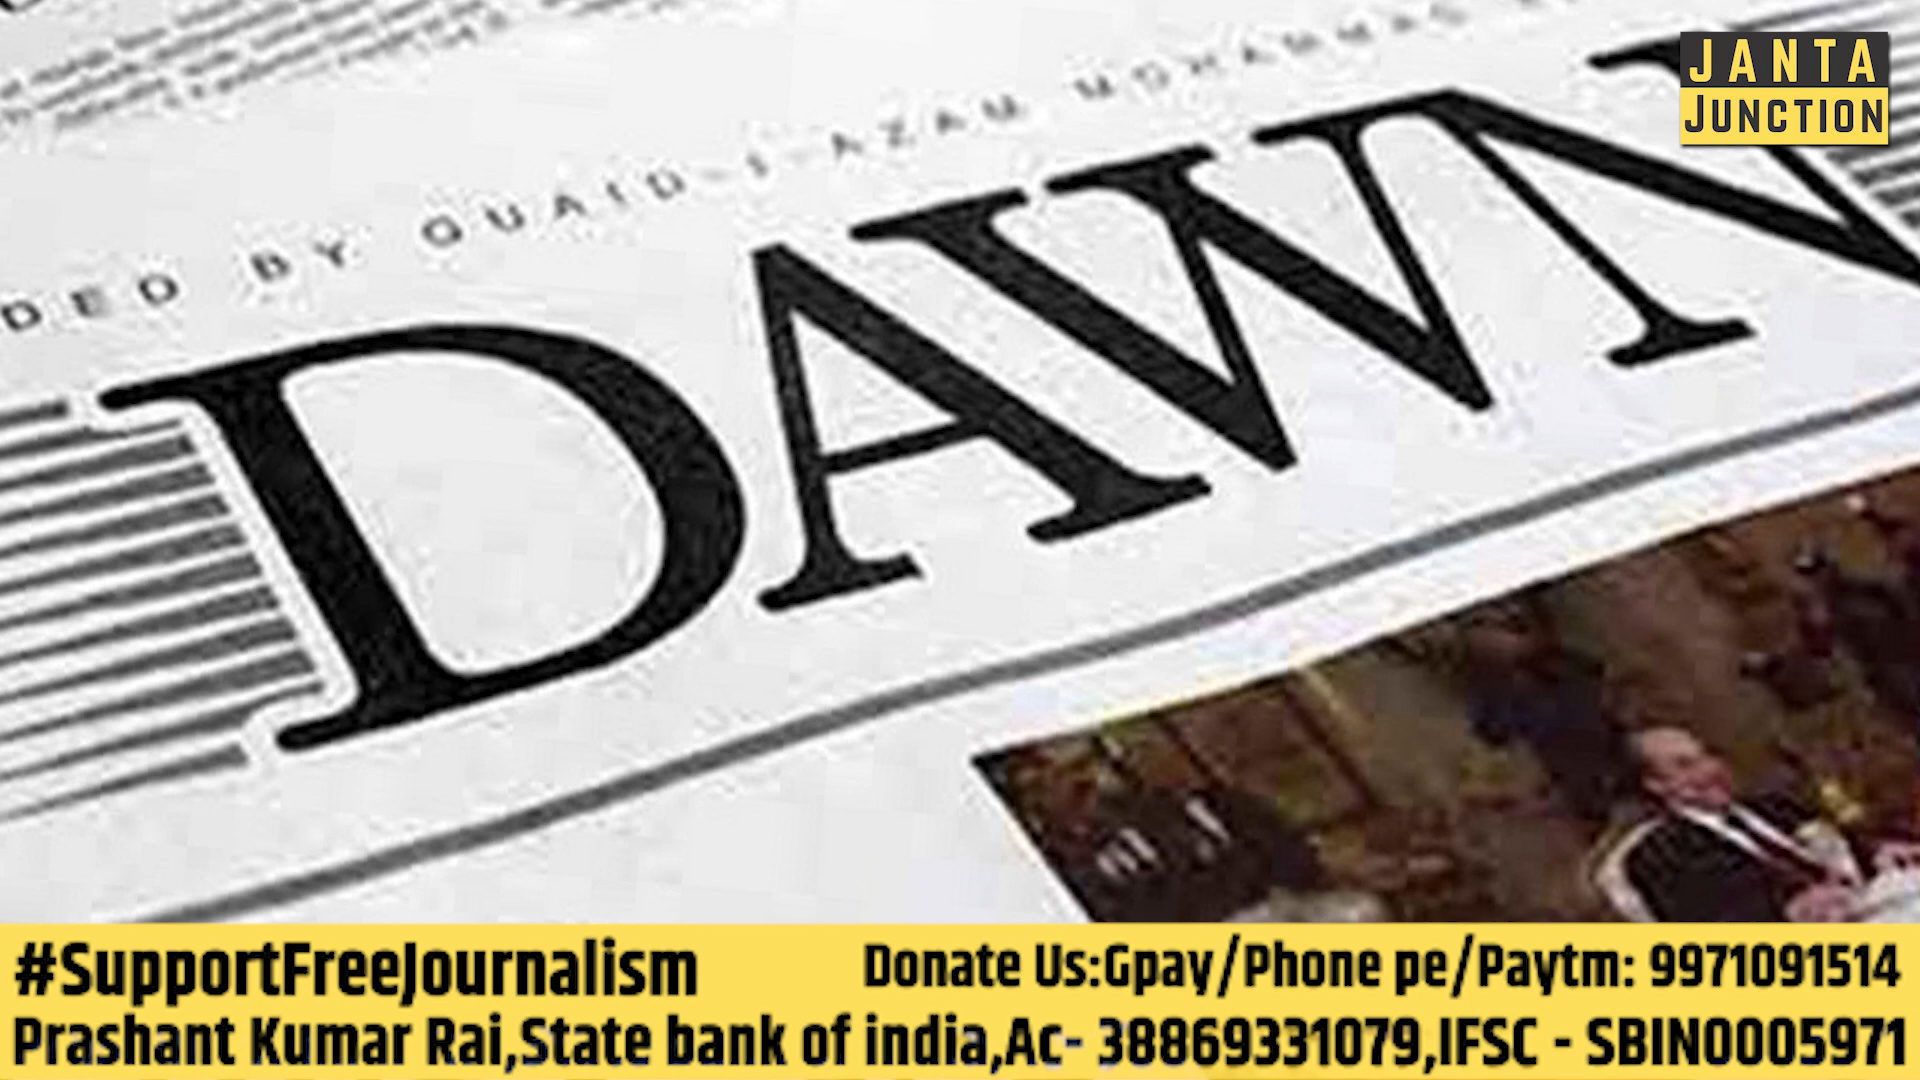 JANTA
JUNCTION
DED BY QUAID-I-AZAM MOHAMMAD
DAWN
#SupportFreeJournalism
Donate Us:Gpay/Phone pe/Paytm: 9971091514
Prashant Kumar Rai,State bank of india,Ac- 38869331079,IFSC - SBIN0005971